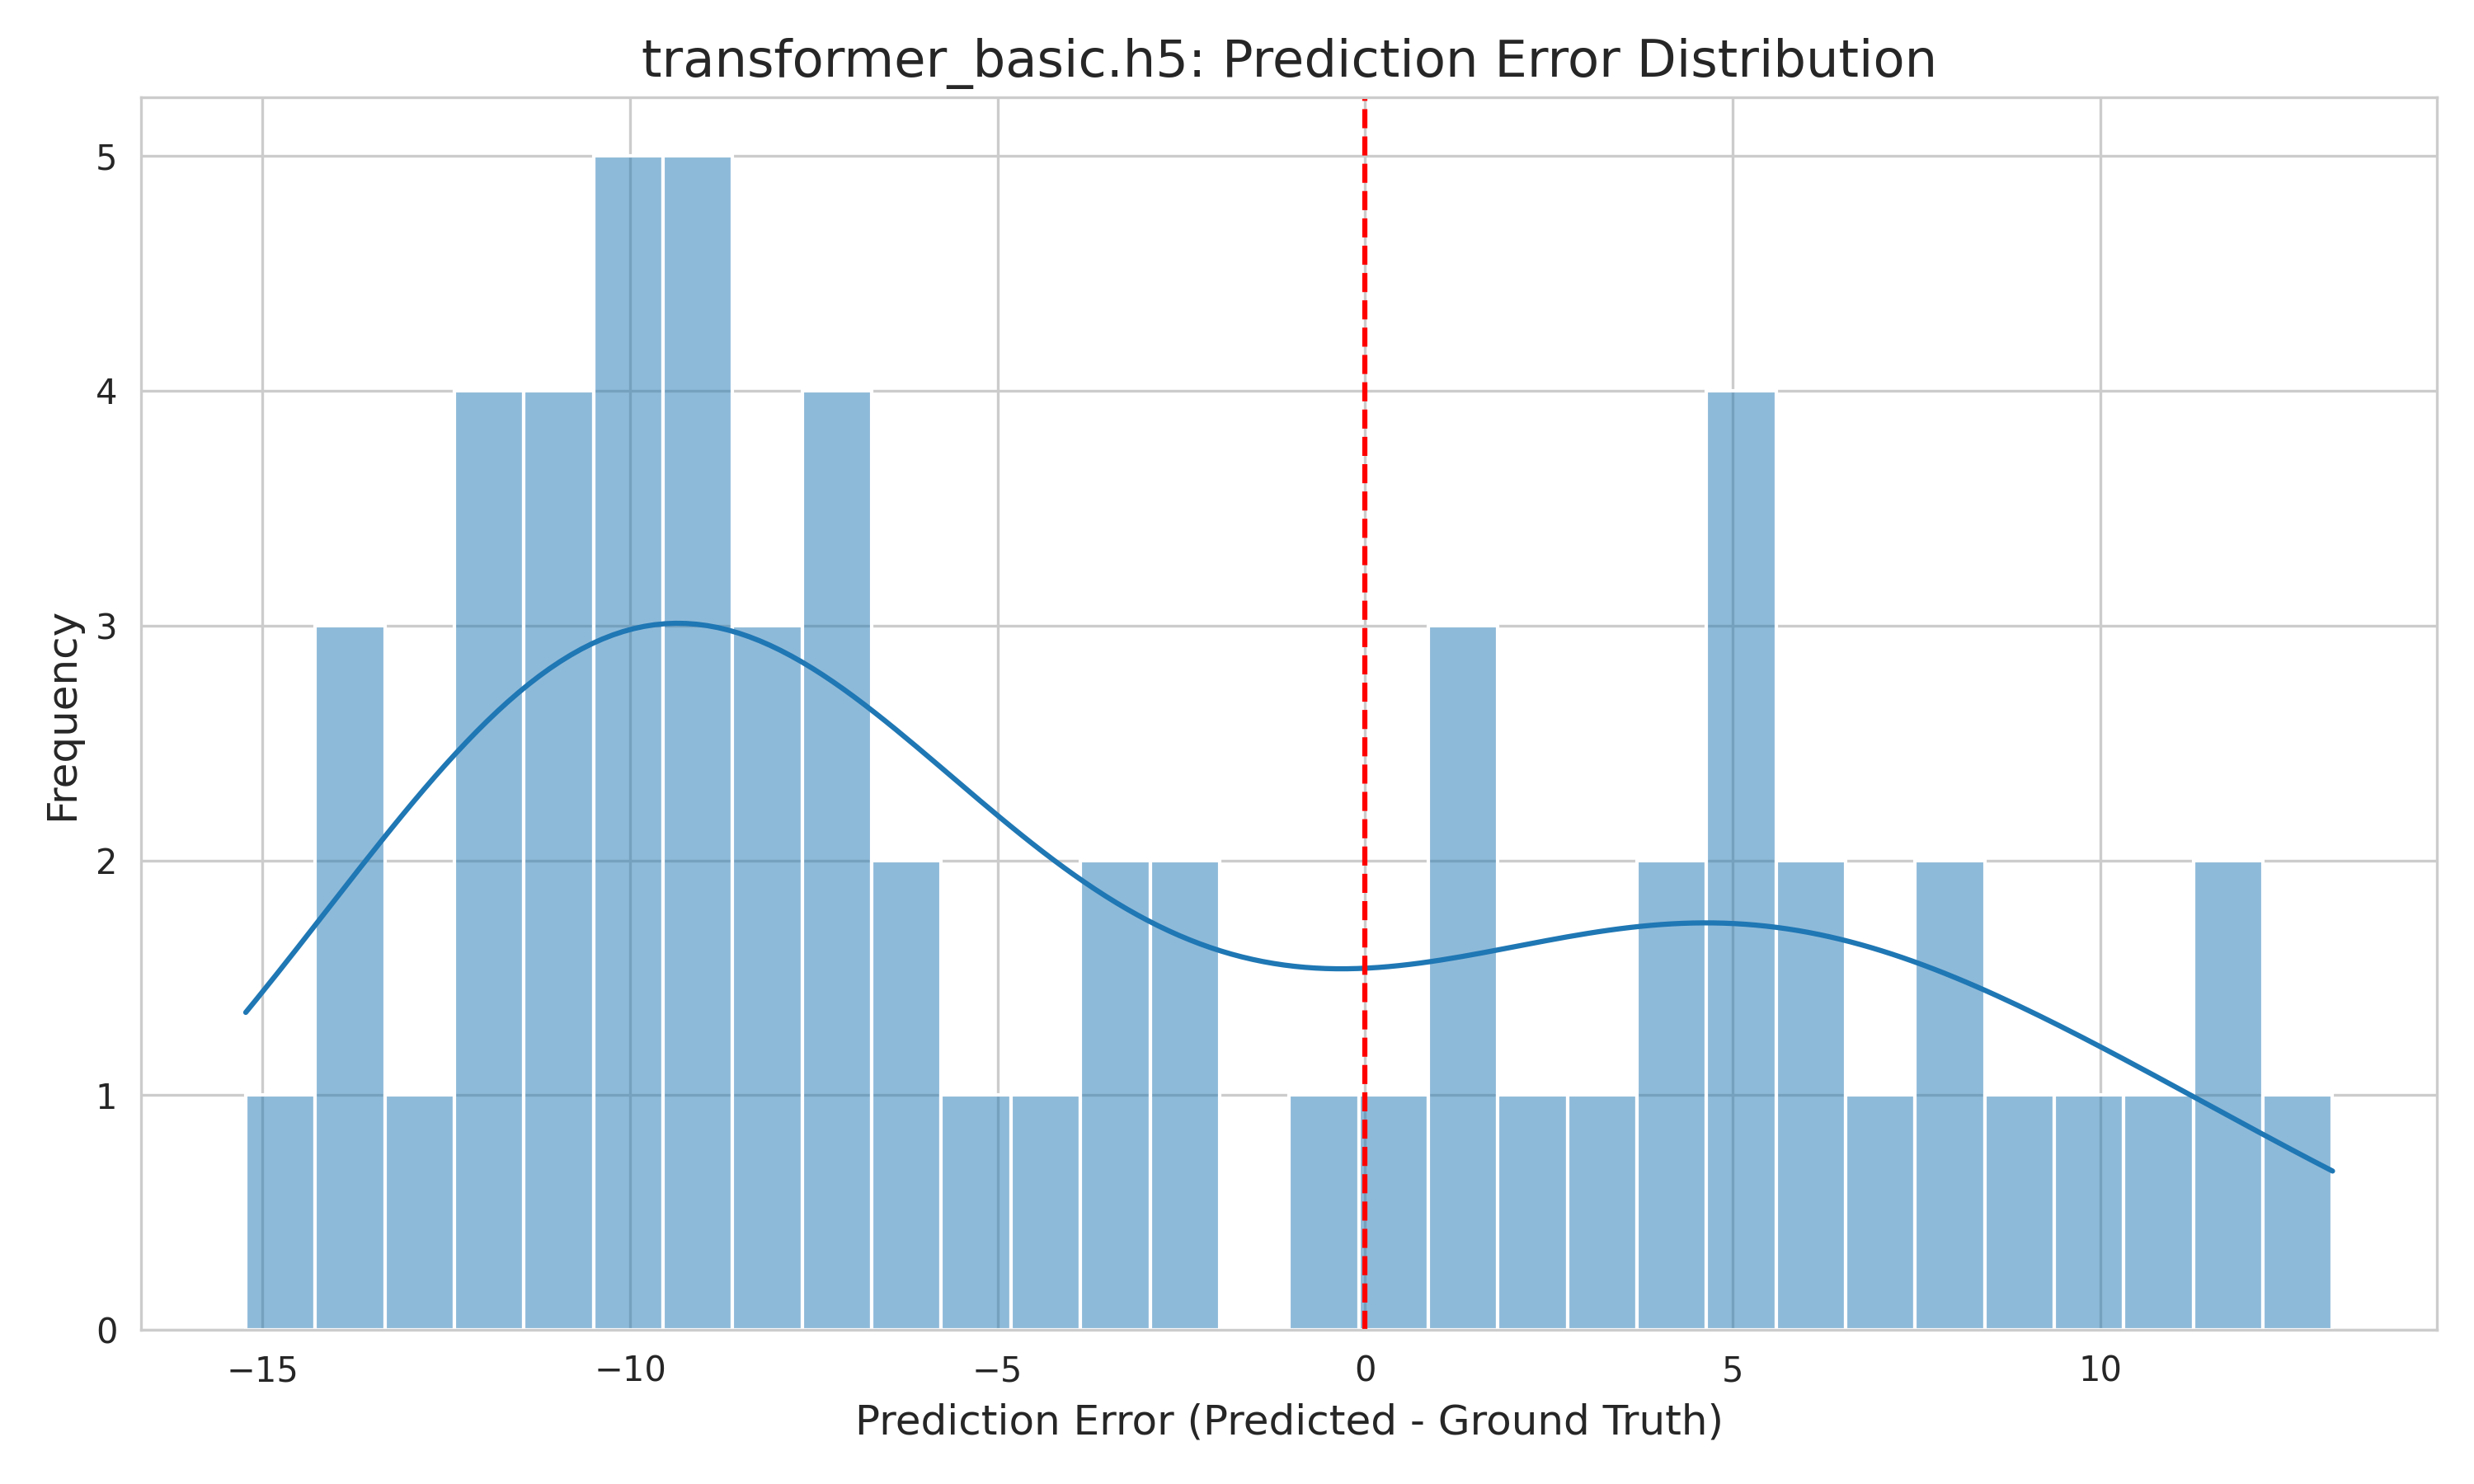 transformer_basic.h5: Prediction Error Distribution
Frequency
5
4
3
2
1
0
−15 −10 −5 0 5 10
Prediction Error (Predicted - Ground Truth)